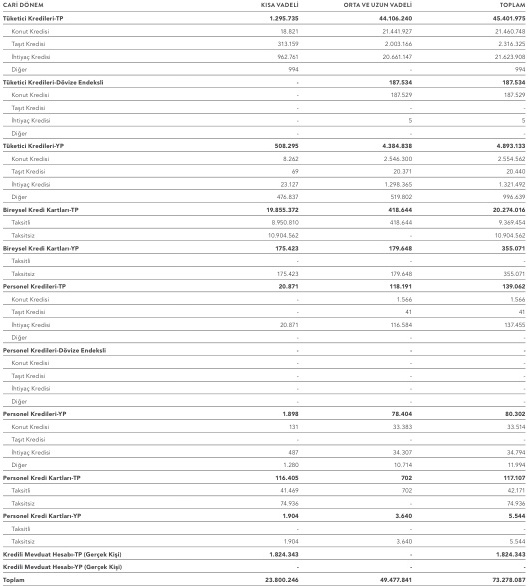 CARİ DÖNEM KISA VADELİ ORTA VE UZUN VADELİ TOPLAM
Tüketici Kredileri-TP 1.295.735 44.106.240 45.401.975
Konut Kredisi 18.821 21.441.927 21.460.748
Taşıt Kredisi 313.159 2.003.166 2.316.325
İhtiyaç Kredisi 962.761 20.661.147 21.623.908
Diğer 994 - 994
Tüketici Kredileri-Dövize Endeksli - 187.534 187.534
Konut Kredisi - 187.529 187.529
Taşıt Kredisi - - -
İhtiyaç Kredisi - 5 5
Diğer - - -
Tüketici Kredileri-YP 508.295 4.384.838 4.893.133
Konut Kredisi 8.262 2.546.300 2.554.562
Taşıt Kredisi 69 20.371 20.440
İhtiyaç Kredisi 23.127 1.298.365 1.321.492
Diğer 476.837 519.802 996.639
Bireysel Kredi Kartları-TP 19.855.372 418.644 20.274.016
Taksitli 8.950.810 418.644 9.369.454
Taksitsiz 10.904.562 - 10.904.562
Bireysel Kredi Kartları-YP 175.423 179.648 355.071
Taksitli - - -
Taksitsiz 175.423 179.648 355.071
Personel Kredileri-TP 20.871 118.191 139.062
Konut Kredisi - 1.566 1.566
Taşıt Kredisi - 41 41
İhtiyaç Kredisi 20.871 116.584 137.455
Diğer - - -
Personel Kredileri-Dövize Endeksli - - -
Konut Kredisi - - -
Taşıt Kredisi - - -
İhtiyaç Kredisi - - -
Diğer - - -
Personel Kredileri-YP 1.898 78.404 80.302
Konut Kredisi 131 33.383 33.514
Taşıt Kredisi - - -
İhtiyaç Kredisi 487 34.307 34.794
Diğer 1.280 10.714 11.994
Personel Kredi Kartları-TP 116.405 702 117.107
Taksitli 41.469 702 42.171
Taksitsiz 74.936 - 74.936
Personel Kredi Kartları-YP 1.904 3.640 5.544
Taksitli - - -
Taksitsiz 1.904 3.640 5.544
Kredili Mevduat Hesabı-TP (Gerçek Kişi) 1.824.343 - 1.824.343
Kredili Mevduat Hesabı-YP (Gerçek Kişi) - - -
Toplam 23.800.246 49.477.841 73.278.087